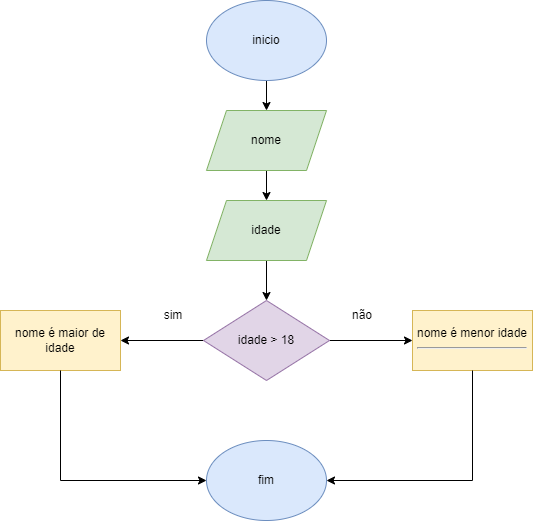 inicio
nome
idade
sim
não
nome é maior de
idade
idade > 18
nome é menor idade
fim